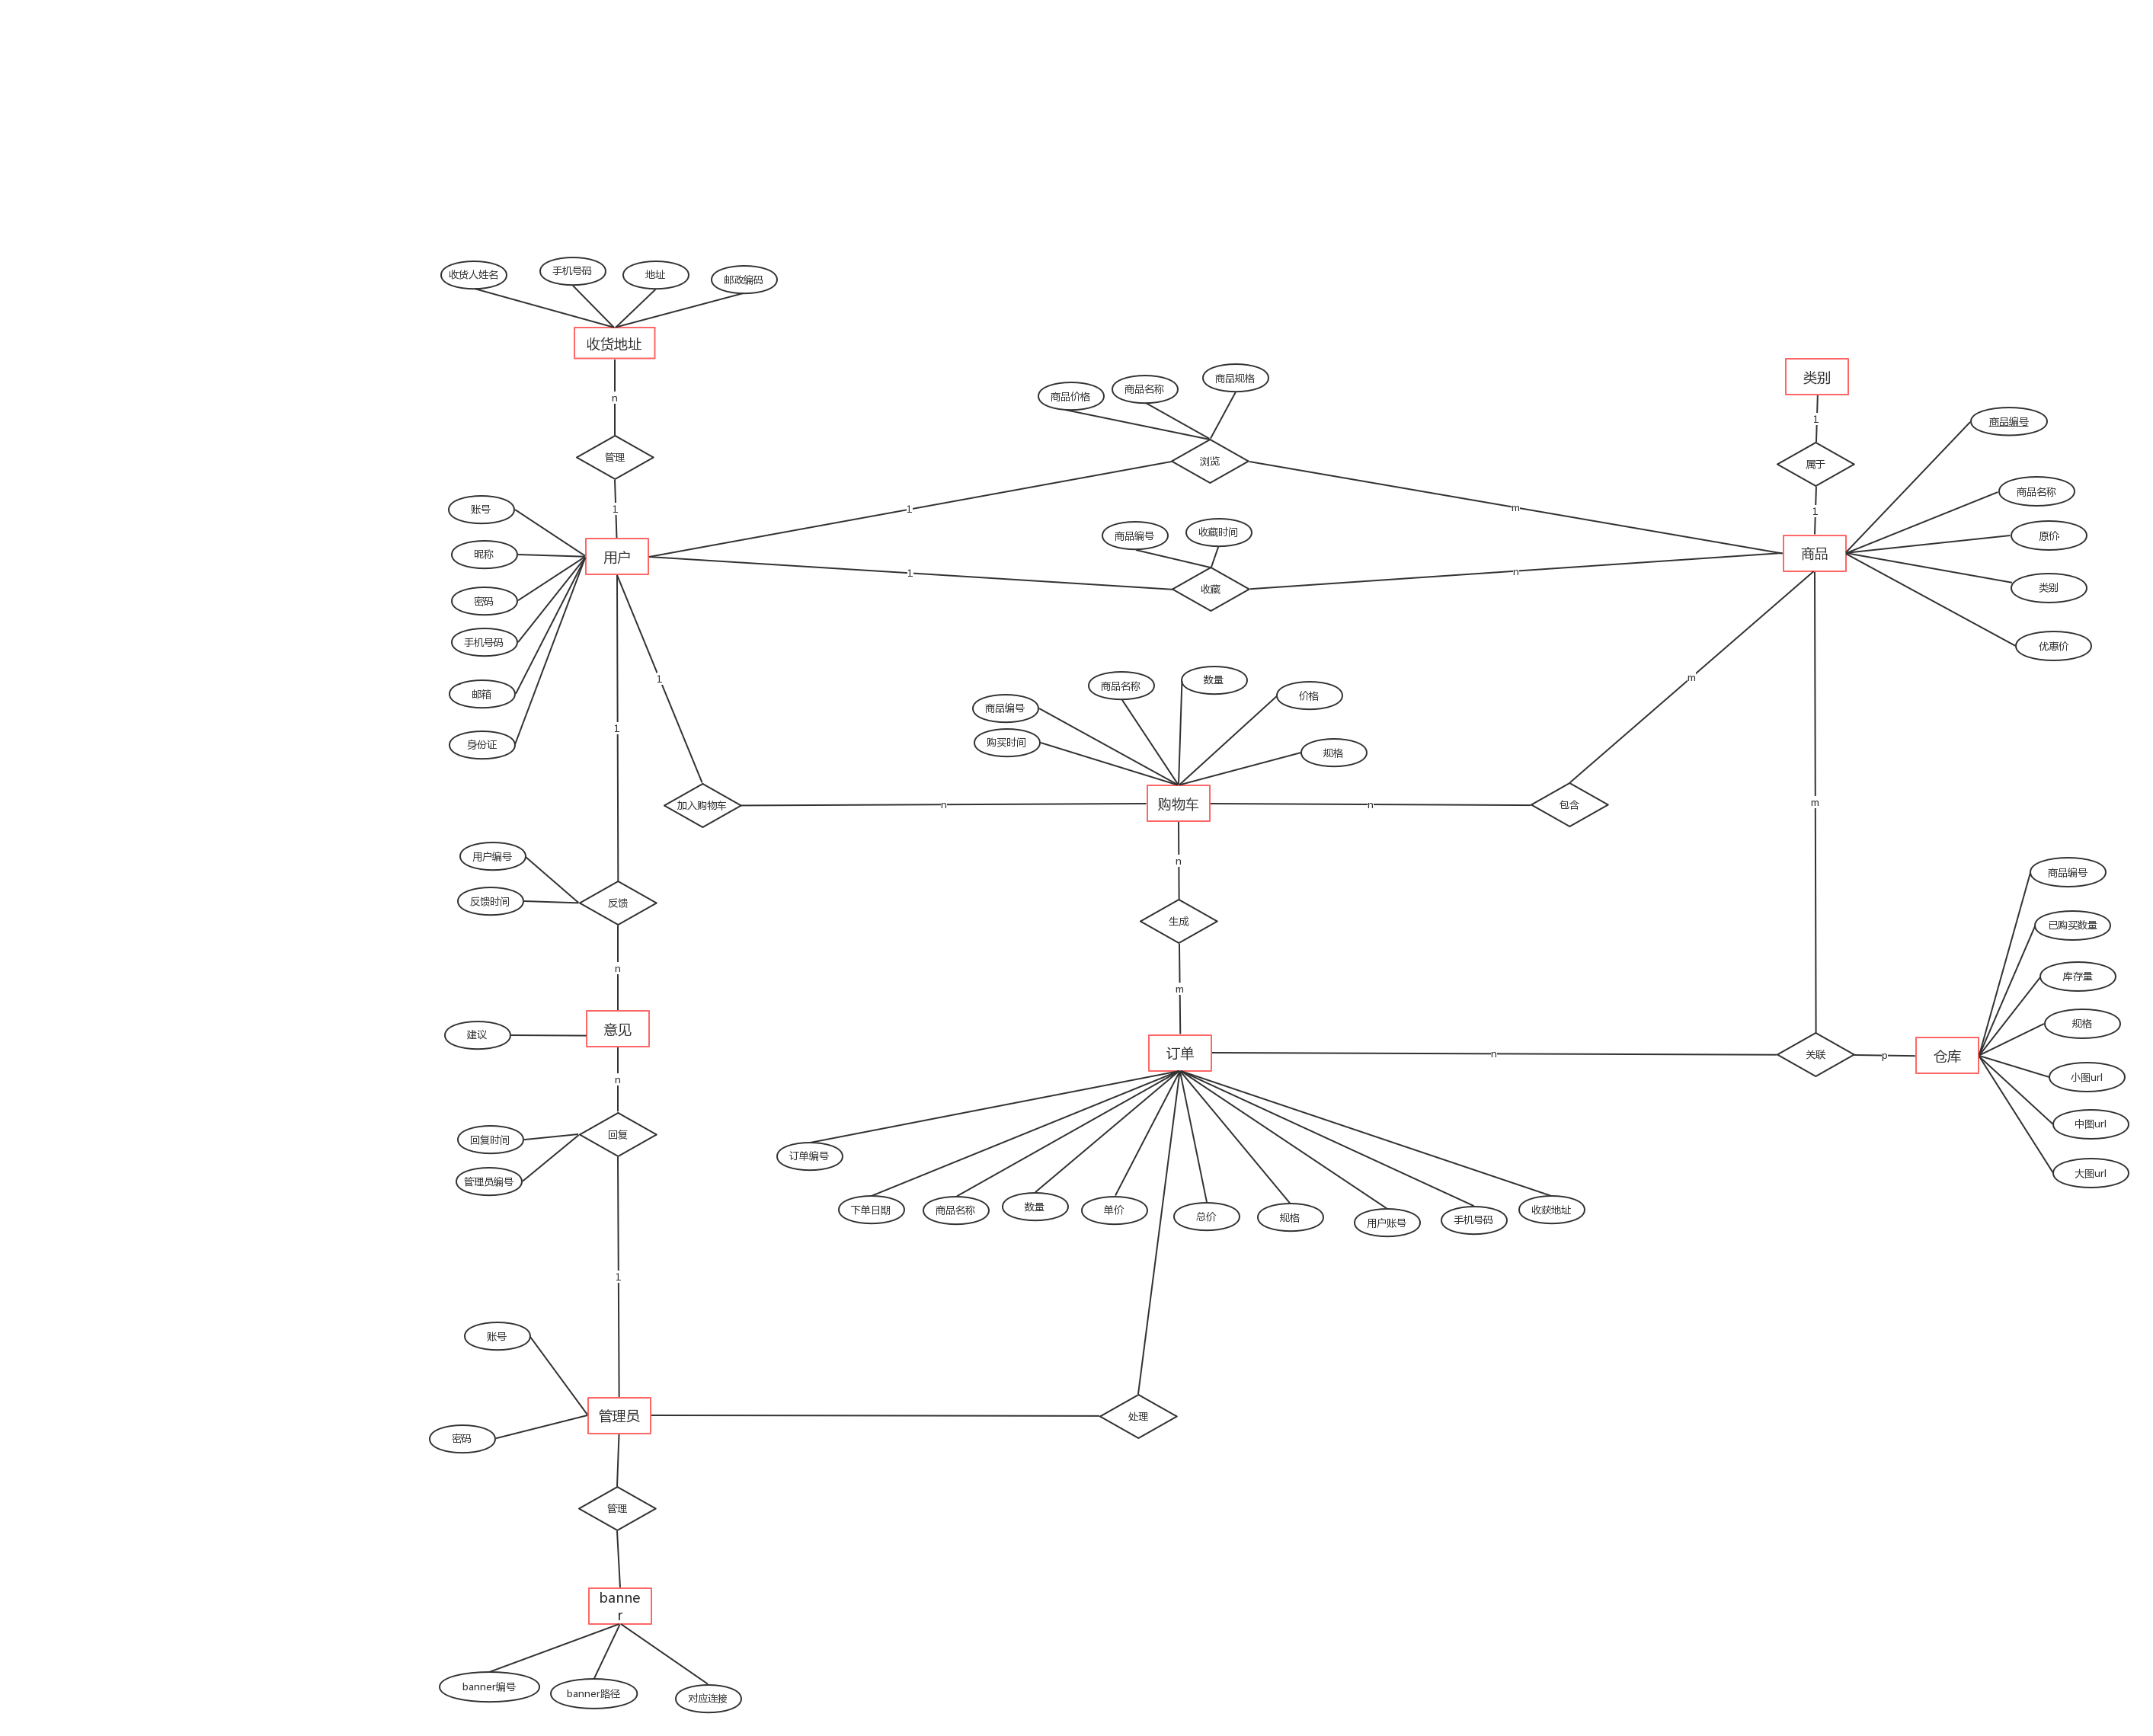 收货人姓名
手机号码
地址
邮政编码
收货地址
n
管理
1
账号
昵称
密码
手机号码
邮箱
身份证
用户
商品价格
商品名称
商品规格
浏览
1
m
商品编号
收藏时间
收藏
1
n
类别
1
属于
1
商品
商品编号
商品名称
原价
类别
优惠价
1
1
加入购物车
n
商品编号
购买时间
商品名称
数量
价格
规格
购物车
n
包含
m
m
用户编号
反馈时间
反馈
n
建议
意见
n
回复时间
管理员编号
回复
1
n
生成
m
订单
n
关联
p
仓库
商品编号
已购买数量
库存量
规格
小图url
中图url
大图url
订单编号
下单日期
商品名称
数量
单价
总价
规格
用户账号
手机号码
收获地址
账号
密码
管理员
处理
管理
banne
r
banner编号
banner路径
对应连接